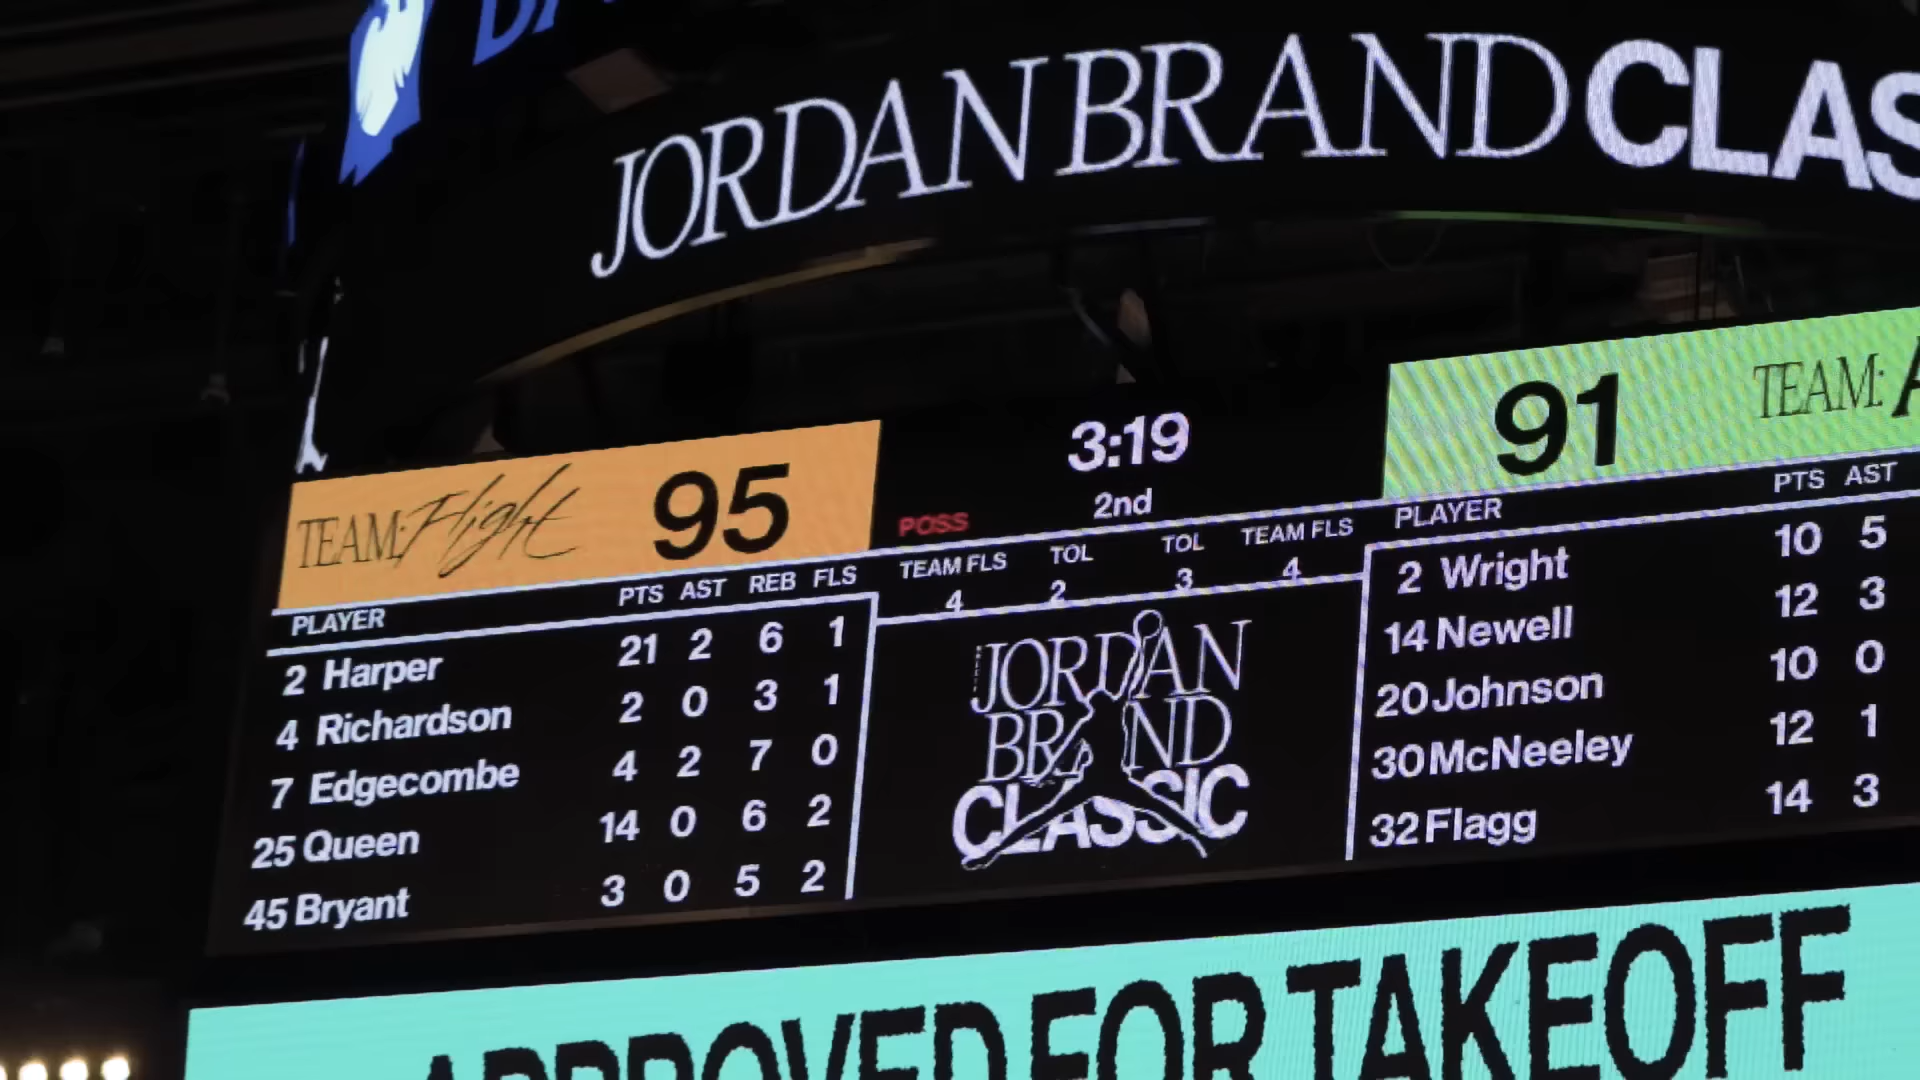 JORDAN BRAND
3:19
2nd
POSS
TEAM: Flight 95
91 TEAM:
TEAM FLS TOL TOL TEAM FLS
4 2 3 4
PLAYER PTS AST REB FLS
2 Harper 21 2 6 1
4 Richardson 2 0 3 1
7 Edgecombe 4 2 7 0
25 Queen 14 0 6 2
45 Bryant 3 0 5 2
JORDAN
BRAND
CLASSIC
PLAYER PTS AST
2 Wright 10 5
14 Newell 12 3
20 Johnson 10 0
30 McNeeley 12 1
32 Flagg 14 3
APPROVED FOR TAKEOFF